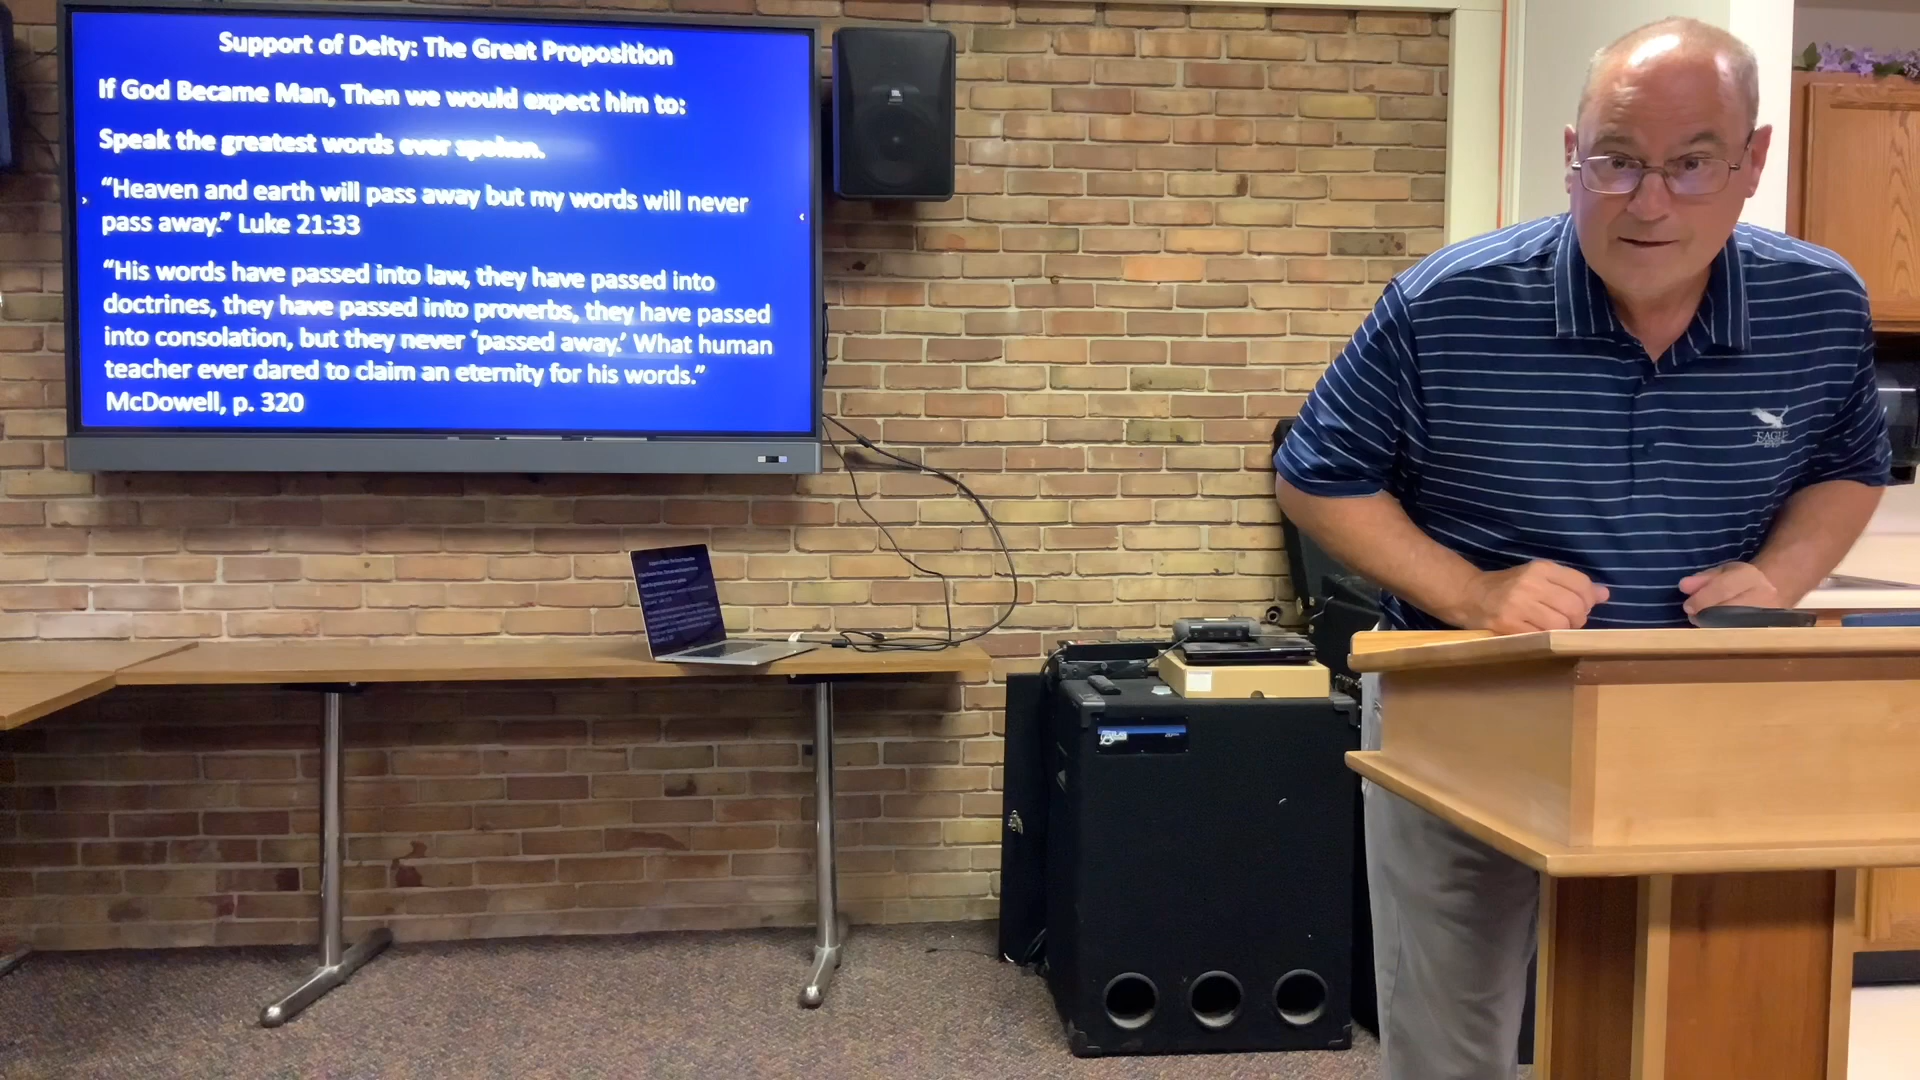 Support of Deity: The Great Proposition
If God Became Man, Then we would expect him to:
Speak the greatest words ever spoken.
“Heaven and earth will pass away but my words will never
pass away.” Luke 21:33
“His words have passed into law, they have passed into
doctrines, they have passed into proverbs, they have passed
into consolation, but they never ‘passed away.’ What human
teacher ever dared to claim an eternity for his words.”
McDowell, p. 320
JBL
EAGLE